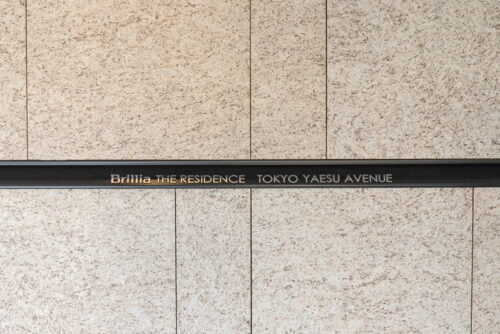 Brillia THE RESIDENCE TOKYO YAESU AVENUE